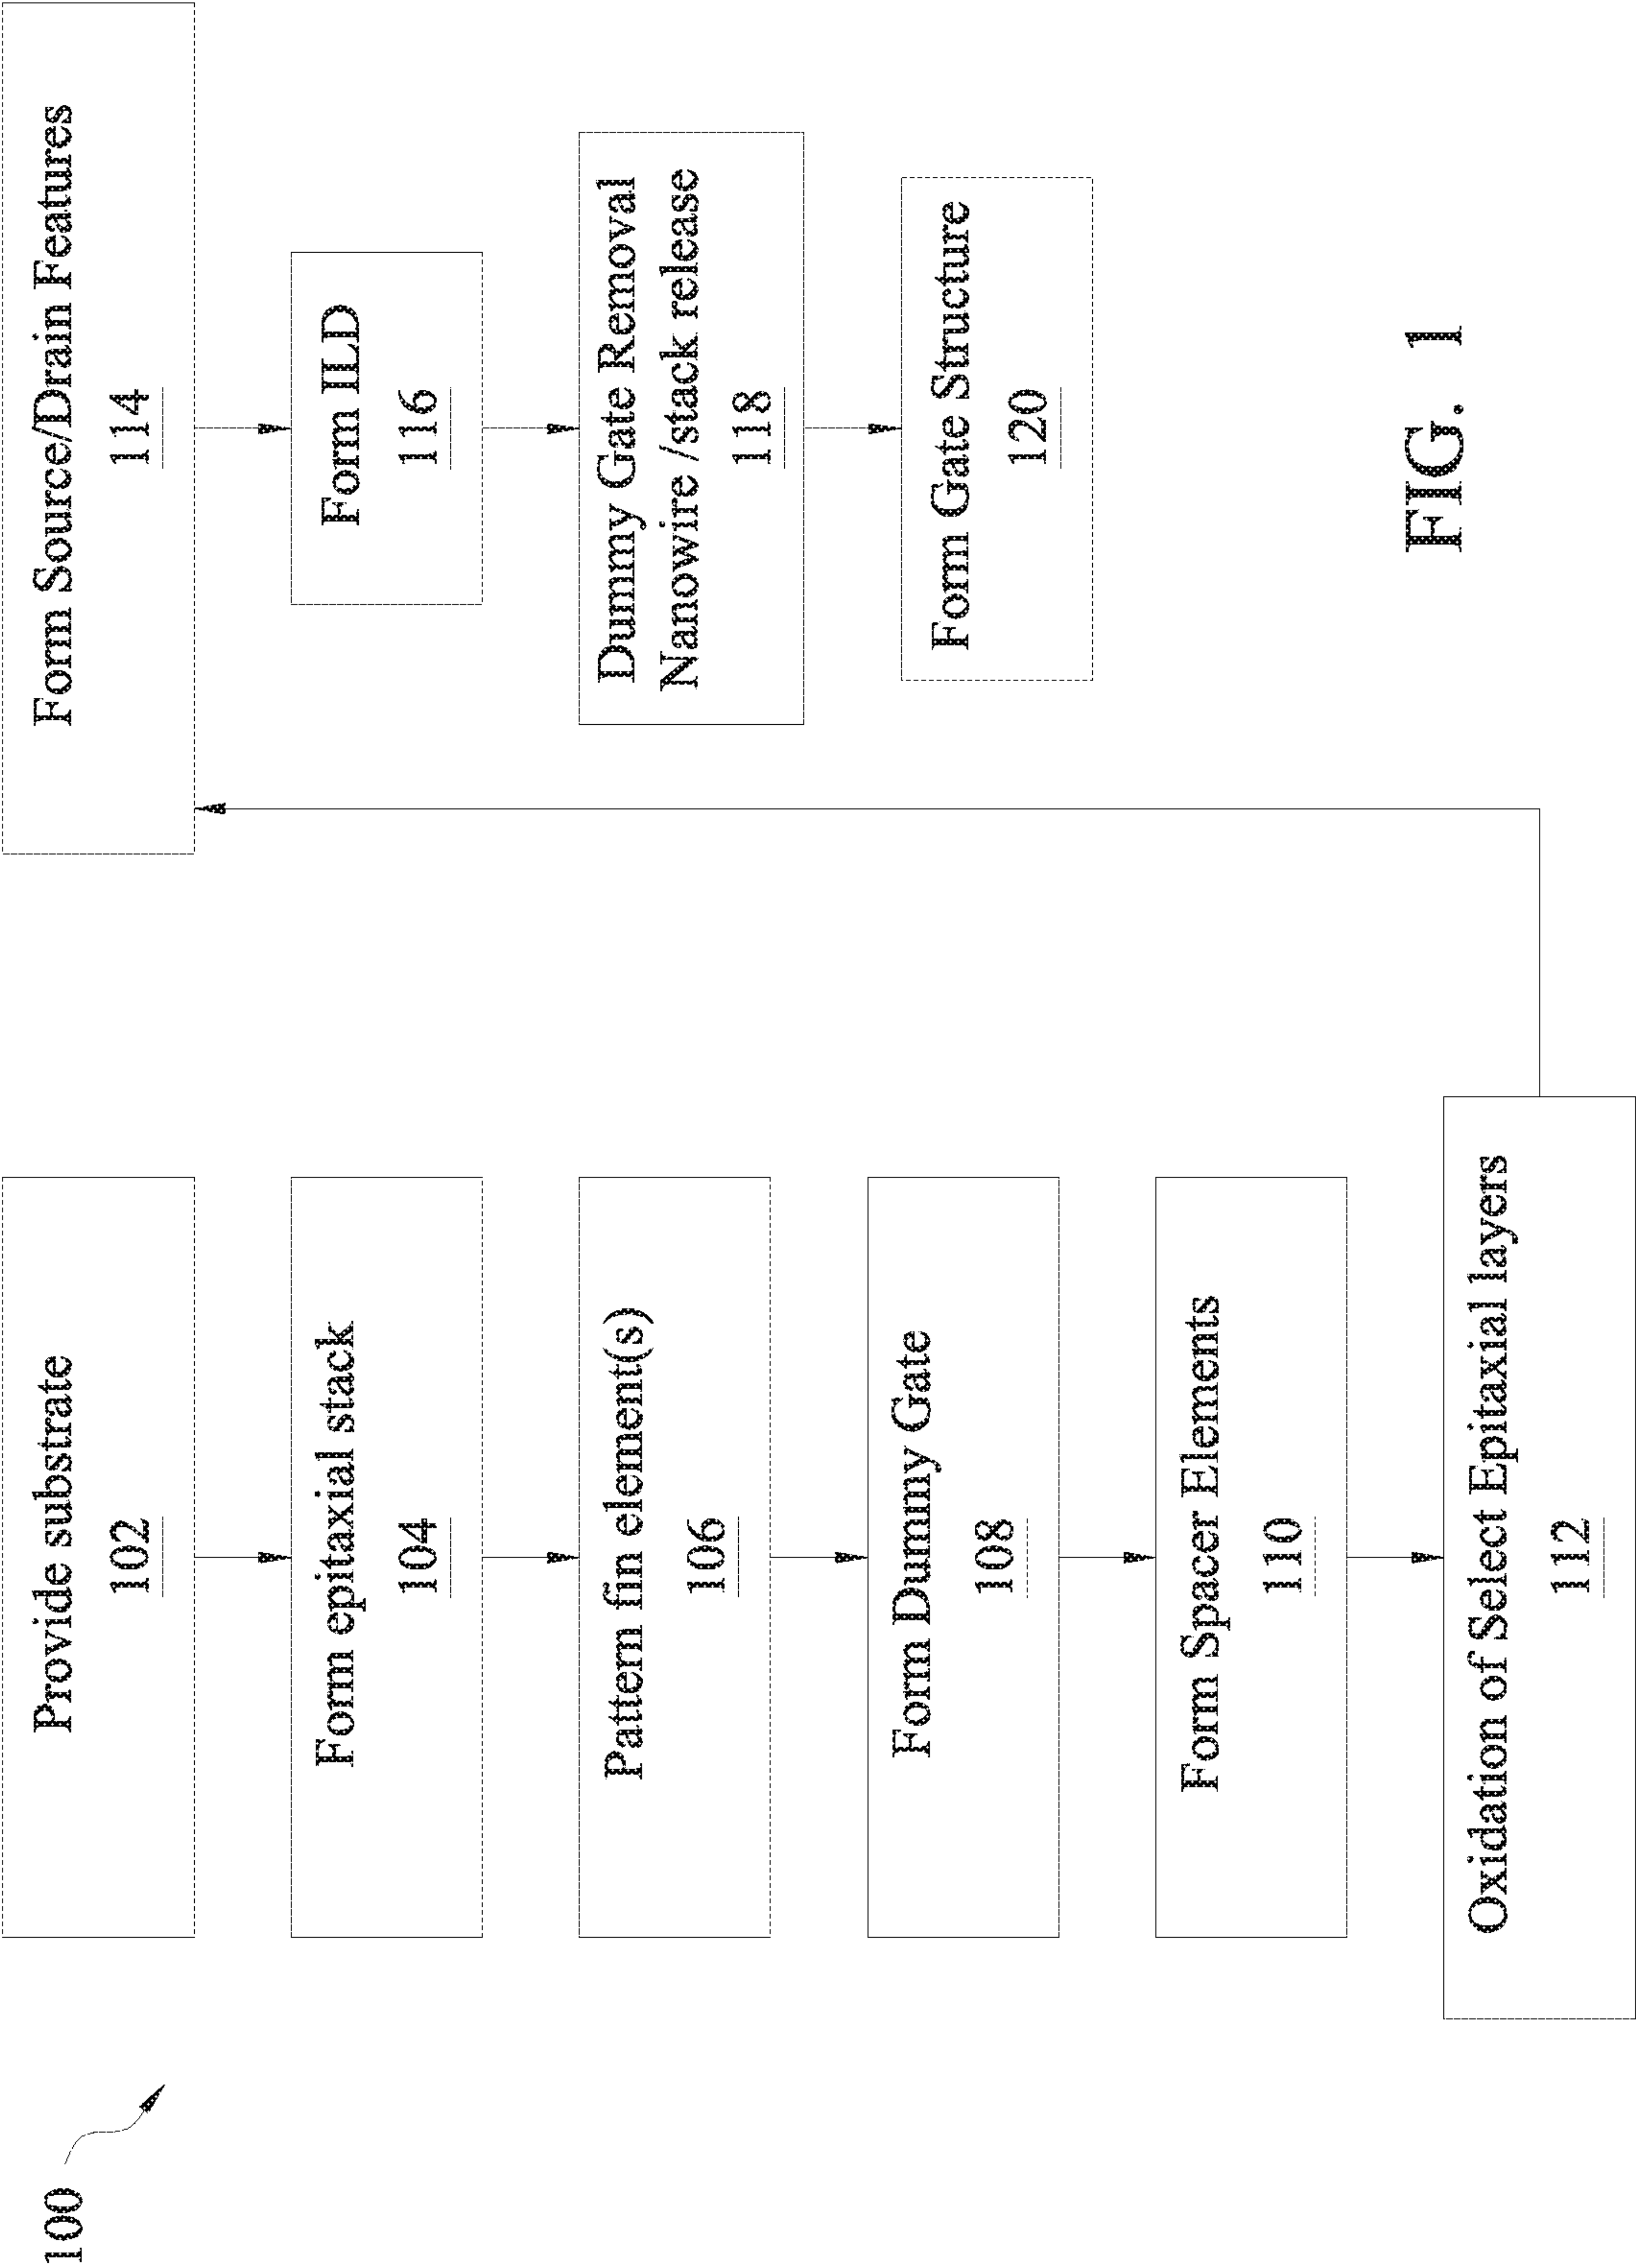 100
Provide substrate
102
Form epitaxial stack
104
Pattern fin element(s)
106
Form Dummy Gate
108
Form Spacer Elements
110
Oxidation of Select Epitaxial layers
112
Form Source/Drain Features
114
Form ILD
116
Dummy Gate Removal
Nanowire /stack release
118
Form Gate Structure
120
FIG. 1